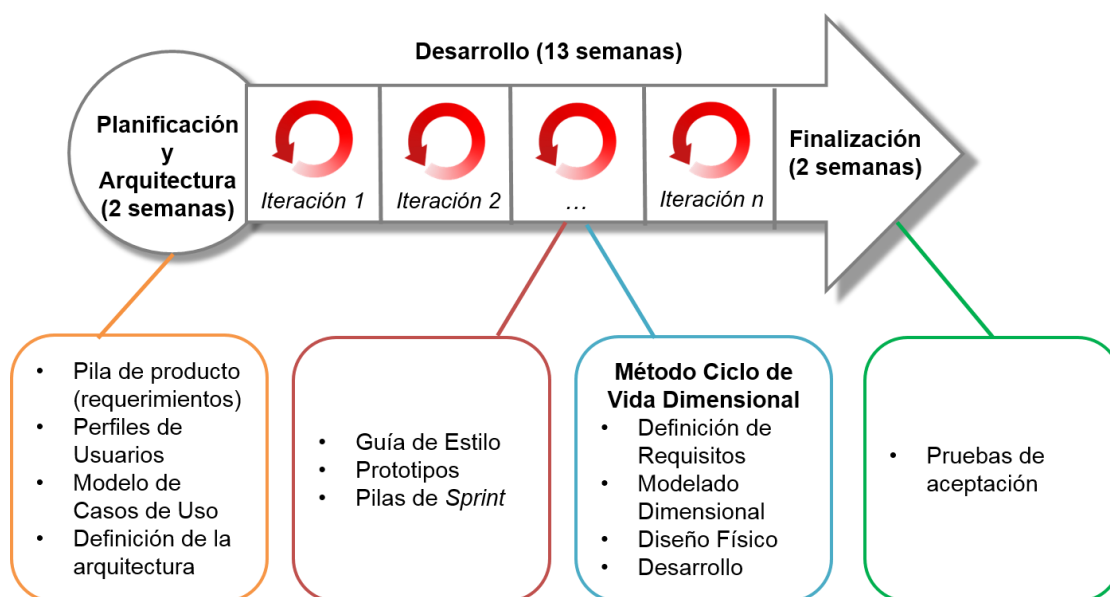 Desarrollo (13 semanas)
Planificación
y
Arquitectura
(2 semanas)
Iteración 1
Iteración 2
...
Iteración n
Finalización
(2 semanas)
• Pila de producto
(requerimientos)
• Perfiles de
Usuarios
• Modelo de
Casos de Uso
• Definición de la
arquitectura
• Guía de Estilo
• Prototipos
• Pilas de Sprint
Método Ciclo de
Vida Dimensional
• Definición de
Requisitos
• Modelado
Dimensional
• Diseño Físico
• Desarrollo
• Pruebas de
aceptación